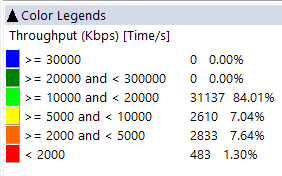 Color Legends
Throughput (Kbps) [Time/s]
>= 30000 0 0.00%
>= 20000 and < 300000 0 0.00%
>= 10000 and < 20000 31137 84.01%
>= 5000 and < 10000 2610 7.04%
>= 2000 and < 5000 2833 7.64%
< 2000 483 1.30%